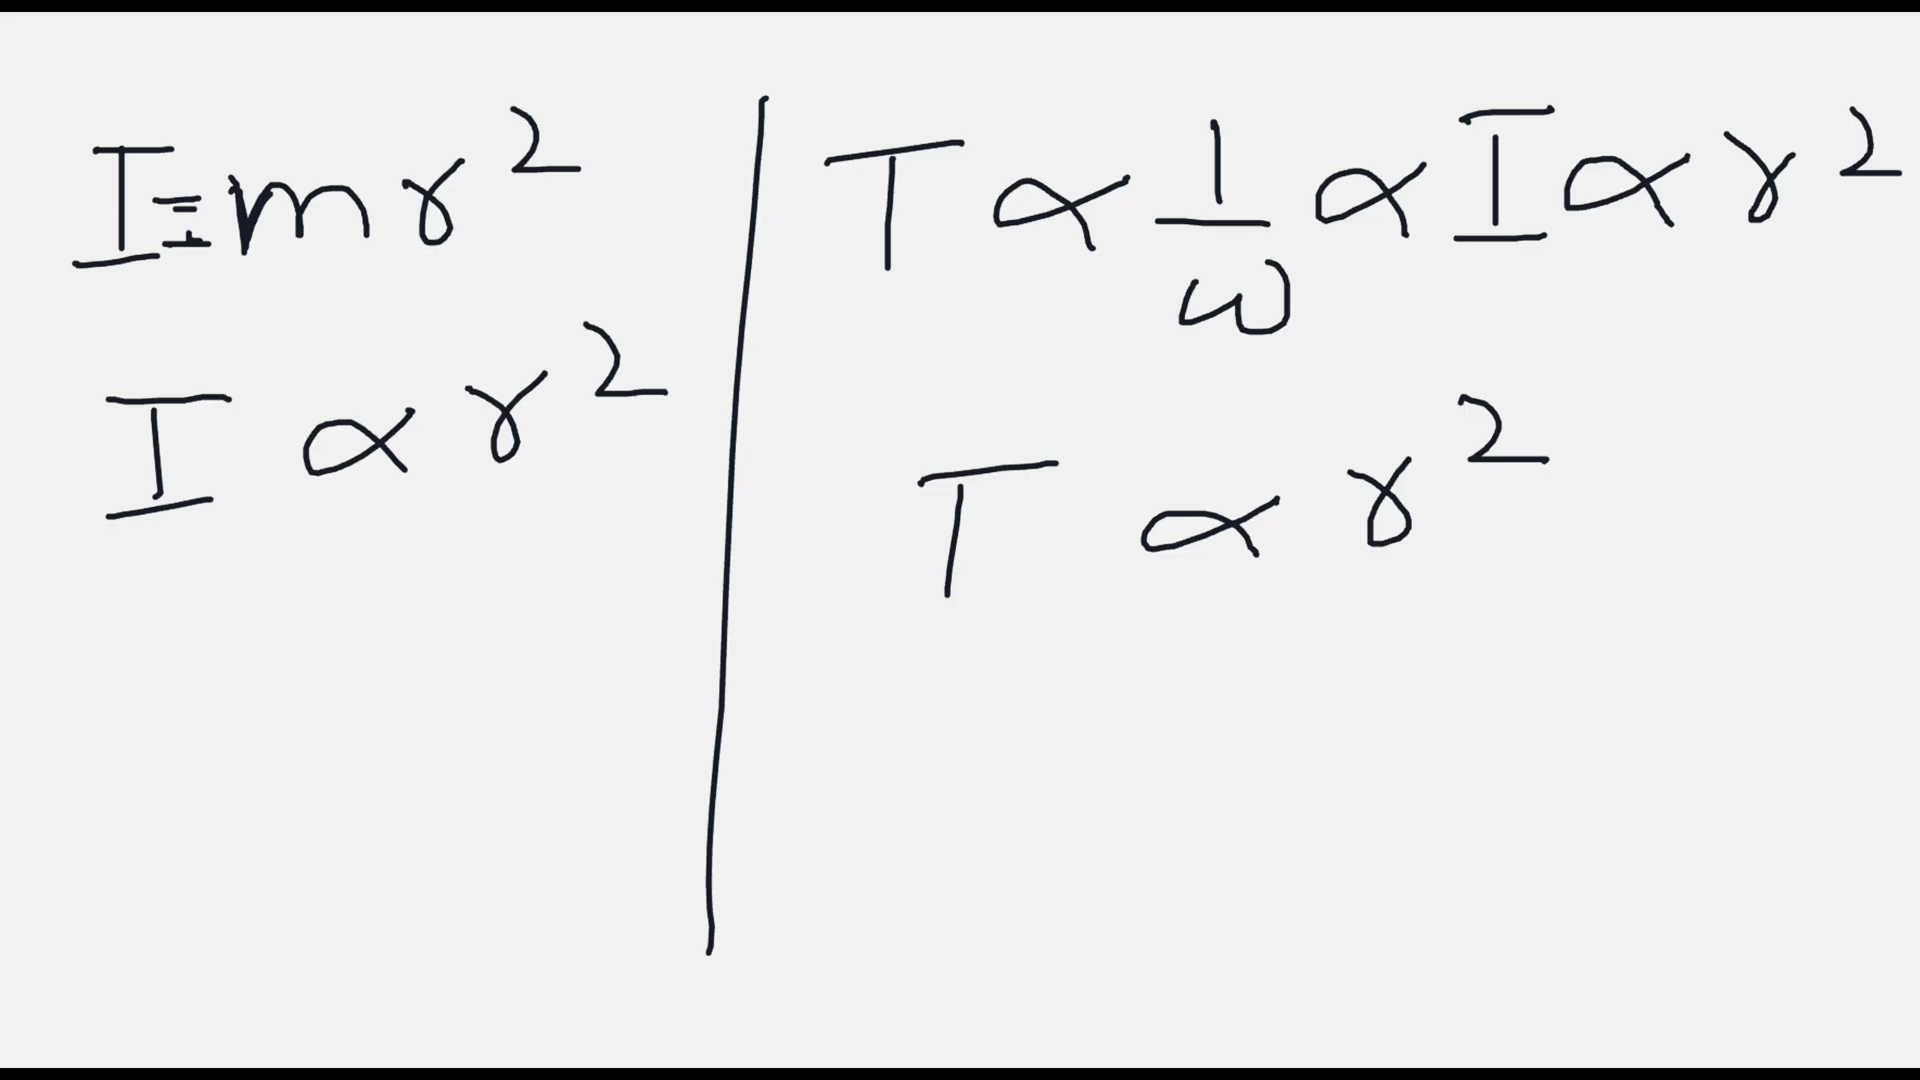 I = mr²
I ∝ r²
T ∝ 1/ω ∝ I ∝ r²
T ∝ r²